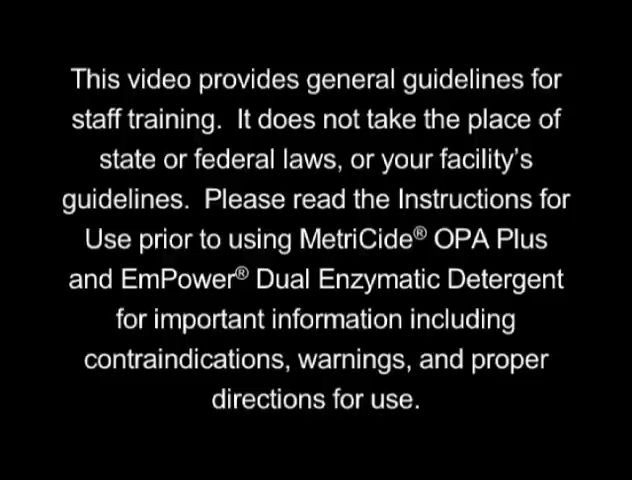 This video provides general guidelines for
staff training.  It does not take the place of
state or federal laws, or your facility's
guidelines.  Please read the Instructions for
Use prior to using MetriCide® OPA Plus
and EmPower® Dual Enzymatic Detergent
for important information including
contraindications, warnings, and proper
directions for use.